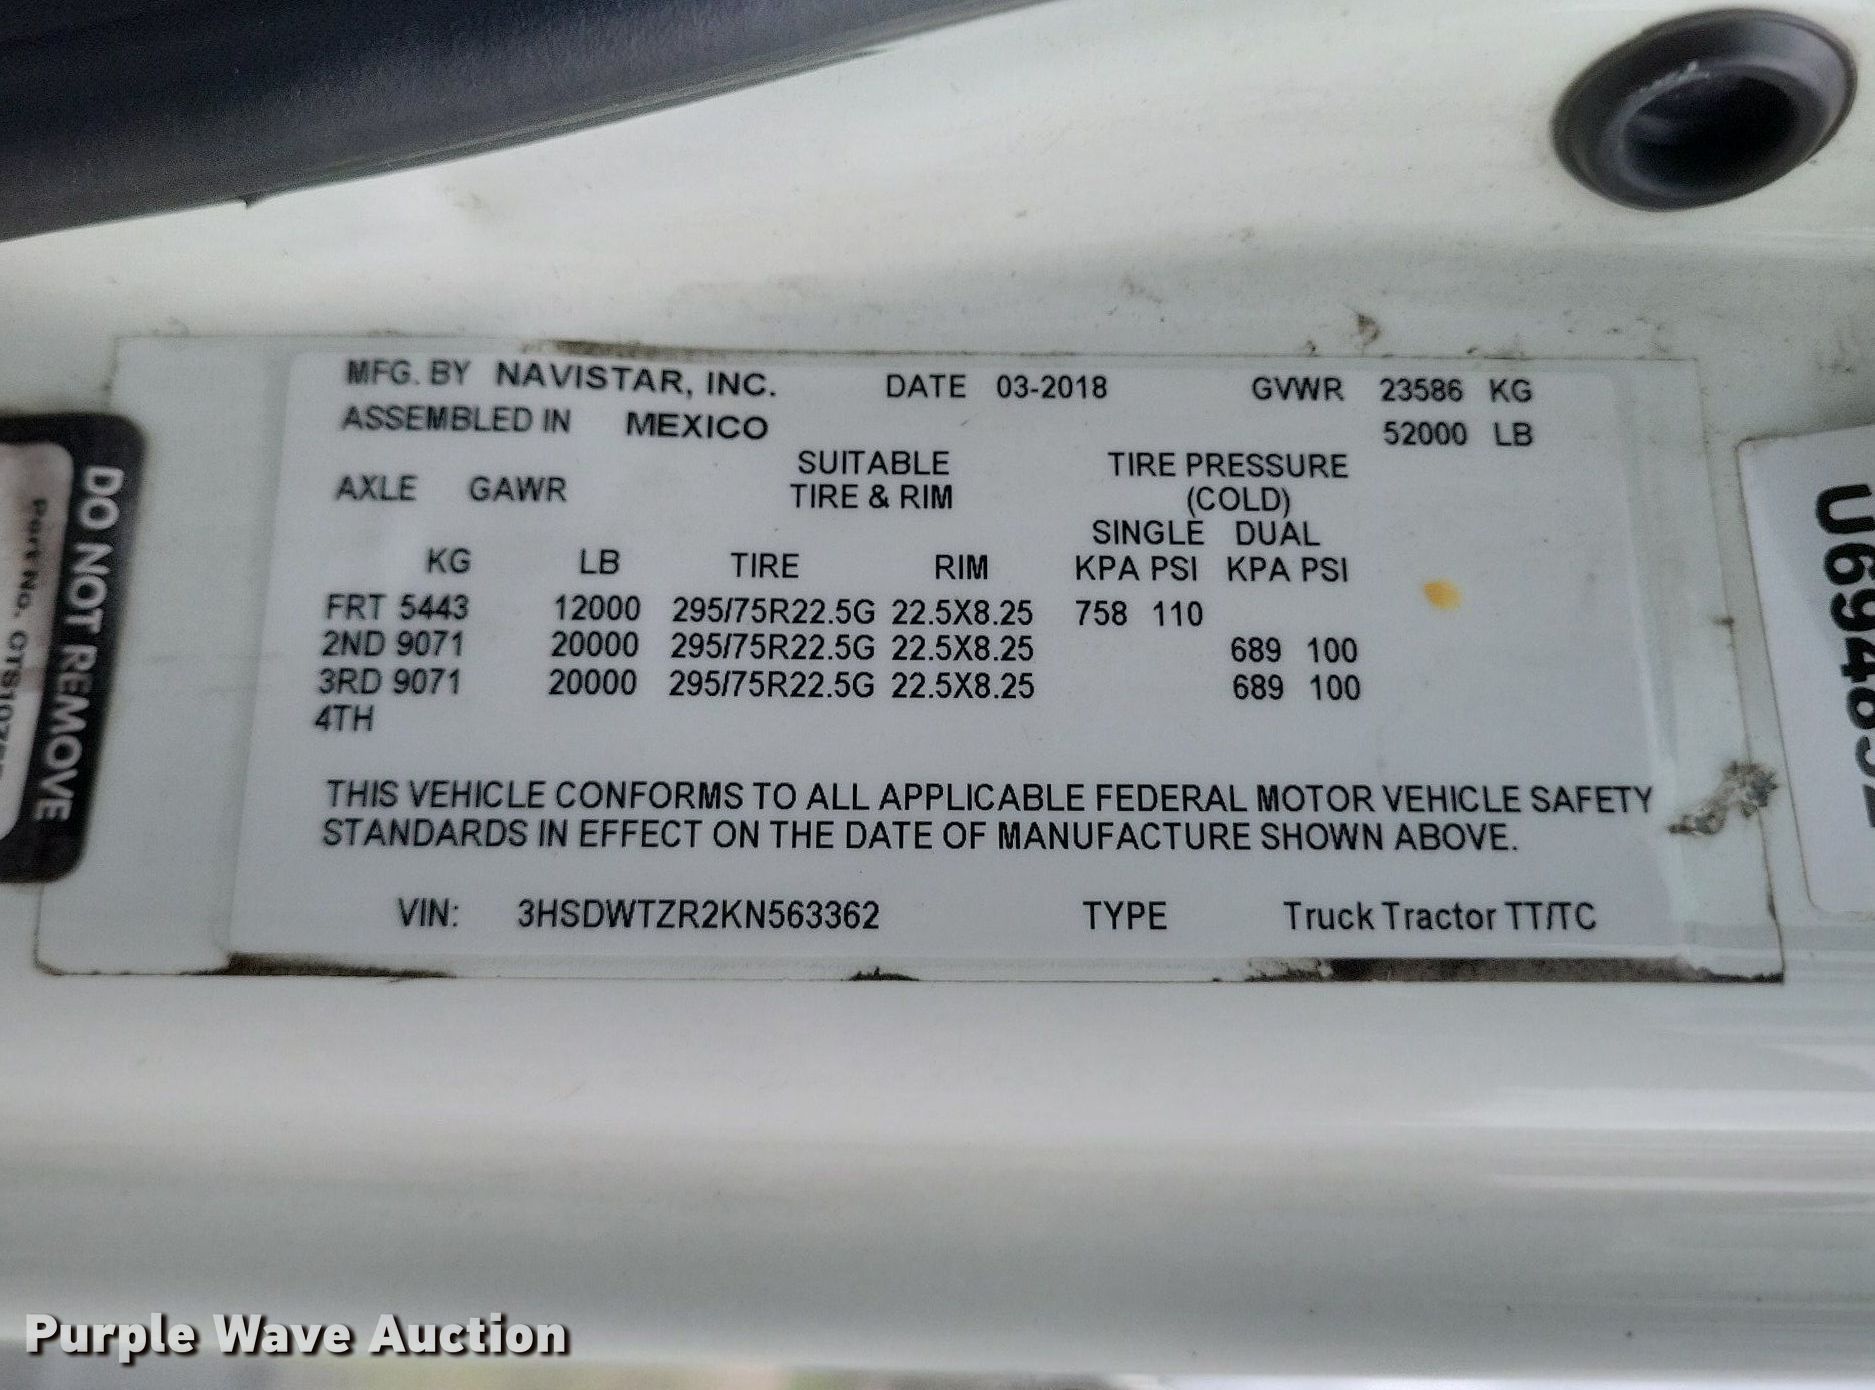 MFG. BY NAVISTAR, INC. DATE 03-2018 GVWR 23586 KG
ASSEMBLED IN MEXICO 52000 LB
AXLE GAWR SUITABLE TIRE PRESSURE
TIRE & RIM (COLD)
SINGLE DUAL
KG LB TIRE RIM KPA PSI KPA PSI
FRT 5443 12000 295/75R22.5G 22.5X8.25 758 110
2ND 9071 20000 295/75R22.5G 22.5X8.25 689 100
3RD 9071 20000 295/75R22.5G 22.5X8.25 689 100
4TH
THIS VEHICLE CONFORMS TO ALL APPLICABLE FEDERAL MOTOR VEHICLE SAFETY
STANDARDS IN EFFECT ON THE DATE OF MANUFACTURE SHOWN ABOVE.
VIN: 3HSDWTZR2KN563362 TYPE Truck Tractor TT/TC
DO NOT REMOVE
Part No.
Purple Wave Auction